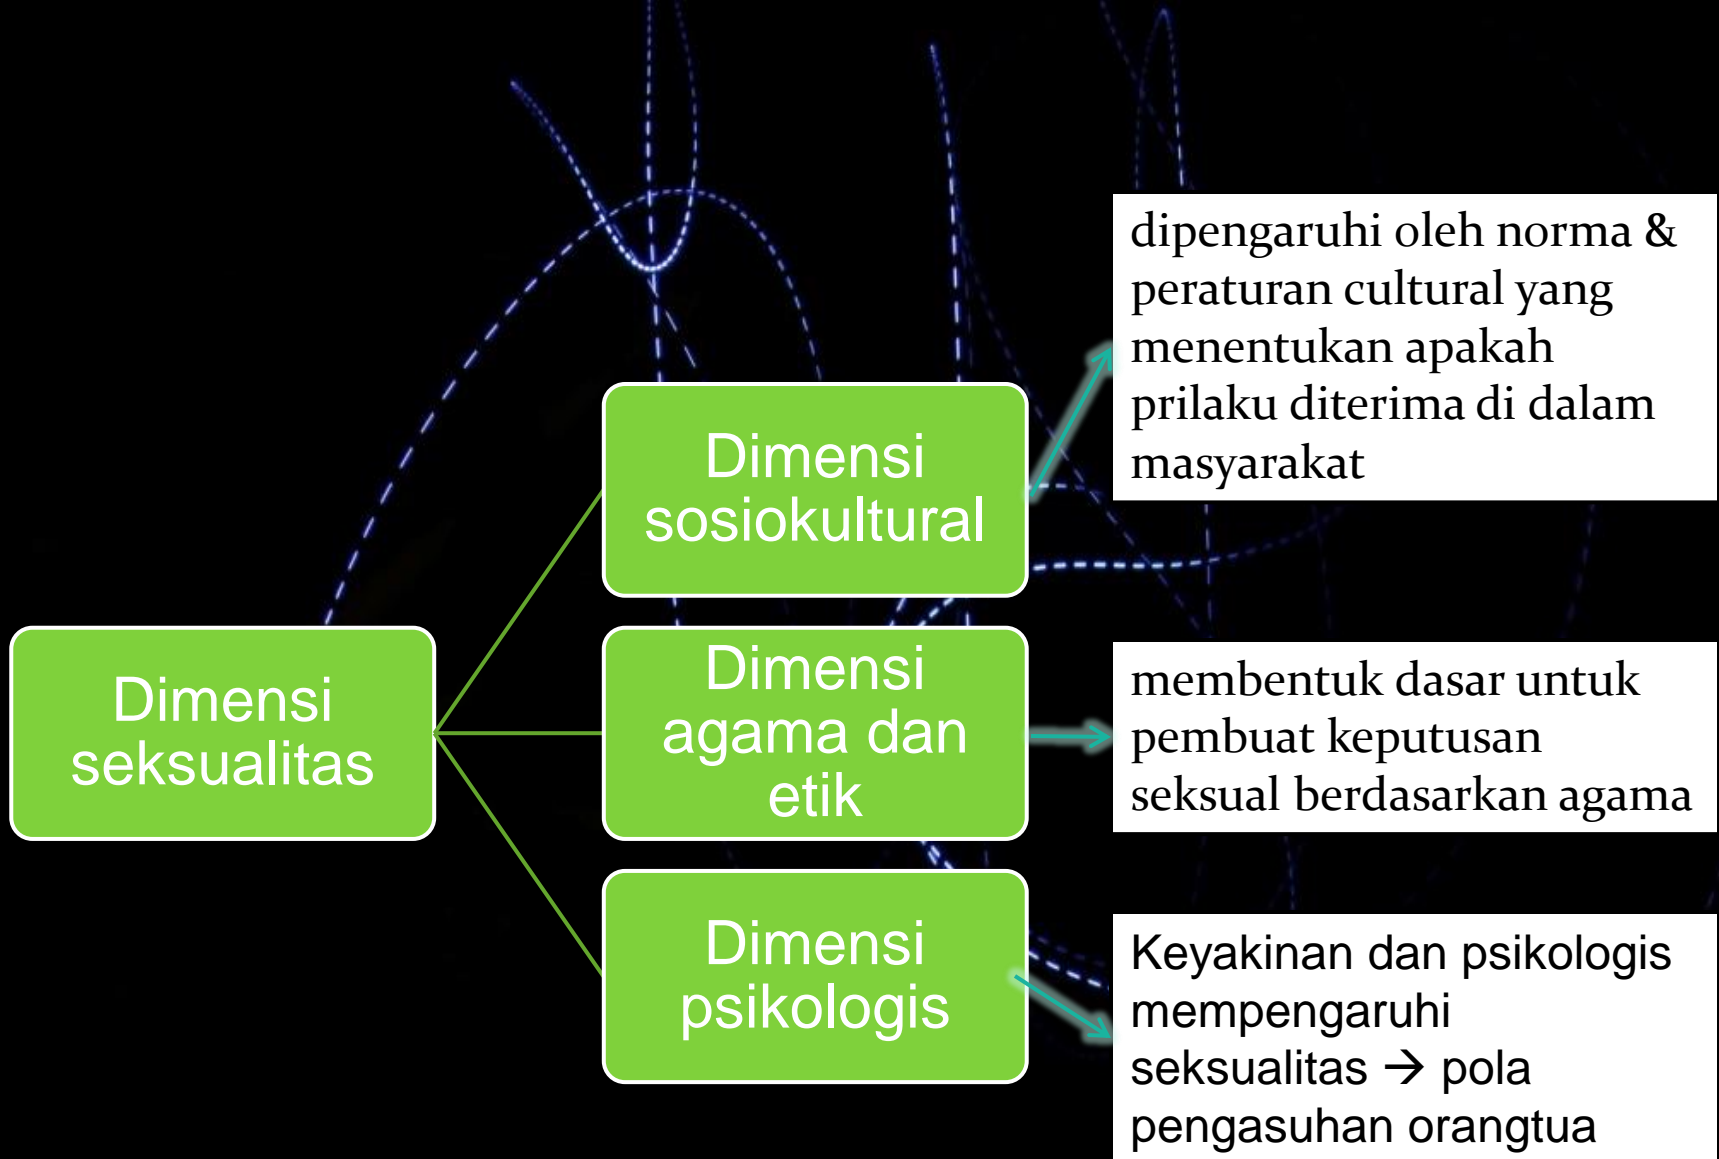 Dimensi
seksualitas
Dimensi
sosiokultural
dipengaruhi oleh norma &
peraturan cultural yang
menentukan apakah
prilaku diterima di dalam
masyarakat
Dimensi
agama dan
etik
membentuk dasar untuk
pembuat keputusan
seksual berdasarkan agama
Dimensi
psikologis
Keyakinan dan psikologis
mempengaruhi
seksualitas → pola
pengasuhan orangtua